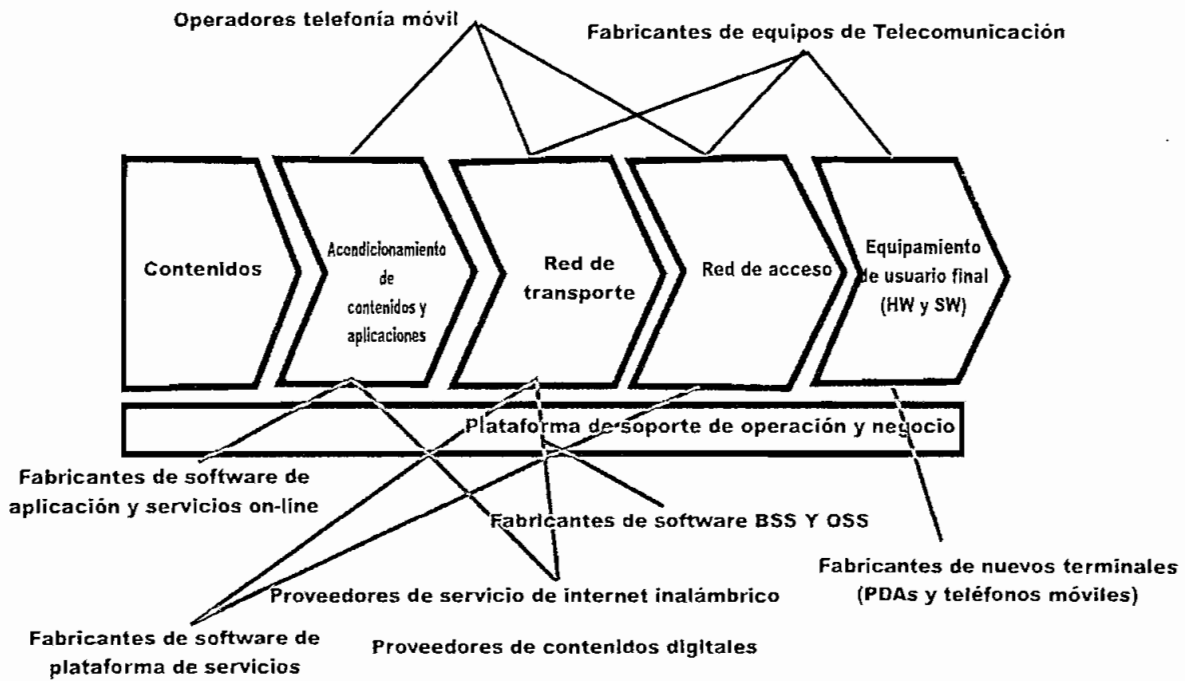 Operadores telefonía móvil
Fabricantes de equipos de Telecomunicación
Contenidos
Acondicionamiento
de
contenidos y
aplicaciones
Red de
transporte
Red de acceso
Equipamiento
de usuario final
(HW y SW)
Plataforma de soporte de operación y negocio
Fabricantes de software de
aplicación y servicios on-line
Fabricantes de software BSS Y OSS
Fabricantes de nuevos terminales
(PDAs y teléfonos móviles)
Proveedores de servicio de internet inalámbrico
Fabricantes de software de
plataforma de servicios
Proveedores de contenidos digitales